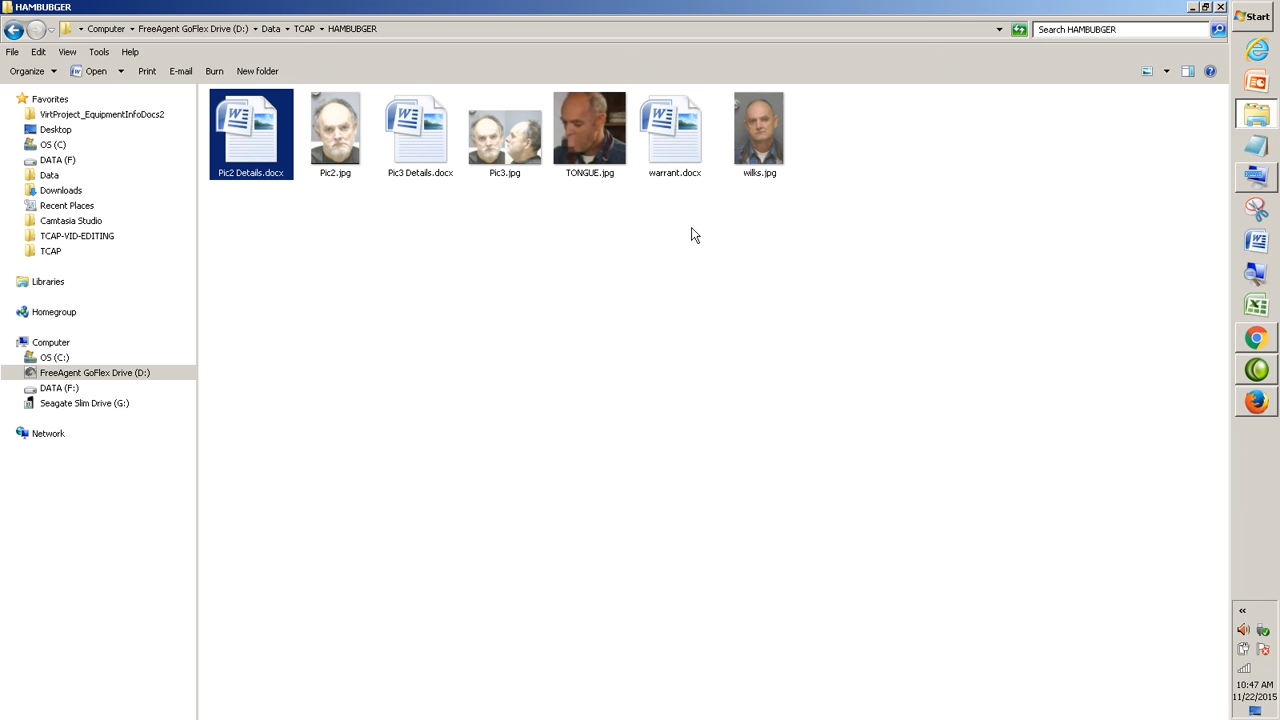 HAMBUBGER
Computer FreeAgent GoFlex Drive (D:) Data TCAP HAMBUBGER
Search HAMBUBGER
File Edit View Tools Help
Organize Open Print E-mail Burn New folder
Start
Favorites
VirtProject_EquipmentInfoDocs2
Desktop
OS (C)
DATA (F)
Data
Downloads
Recent Places
Camtasia Studio
TCAP-VID-EDITING
TCAP
Libraries
Homegroup
Computer
OS (C:)
FreeAgent GoFlex Drive (D:)
DATA (F:)
Seagate Slim Drive (G:)
Network
Pic2 Details.docx
Pic2.jpg
Pic3 Details.docx
Pic3.jpg
TONGUE.jpg
warrant.docx
wilks.jpg
10:47 AM
11/22/2015